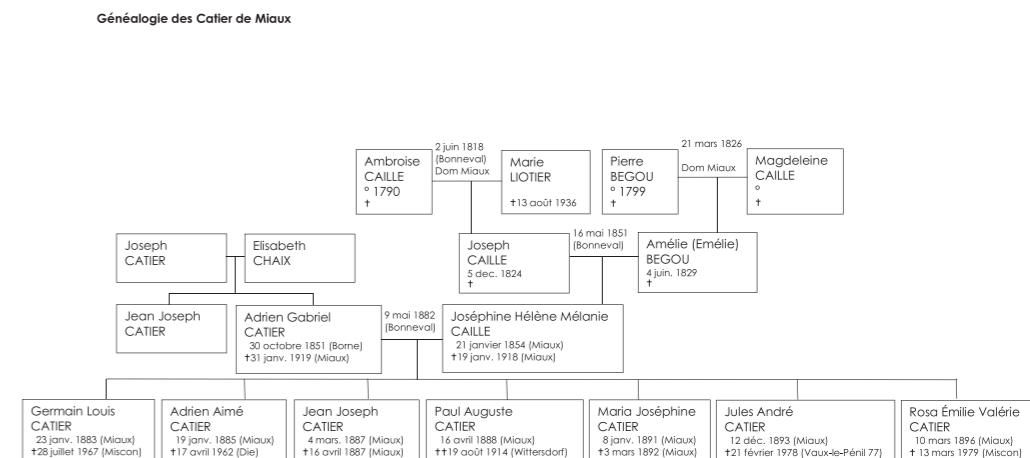 Généalogie des Catier de Miaux
Ambroise
CAILLE
° 1790
†
2 juin 1818
(Bonneval)
Dom Miaux
Marie
LIOTIER
†13 août 1936
Pierre
BEGOU
° 1799
†
21 mars 1826
Dom Miaux
Magdeleine
CAILLE
°
†
Joseph
CATIER
Elisabeth
CHAIX
Joseph
CAILLE
5 dec. 1824
†
16 mai 1851
(Bonneval)
Amélie (Emélie)
BEGOU
4 juin. 1829
†
Jean Joseph
CATIER
Adrien Gabriel
CATIER
30 octobre 1851 (Borne)
†31 janv. 1919 (Miaux)
9 mai 1882
(Bonneval)
Joséphine Hélène Mélanie
CAILLE
21 janvier 1854 (Miaux)
†19 janv. 1918 (Miaux)
Germain Louis
CATIER
23 janv. 1883 (Miaux)
†28 juillet 1967 (Miscon)
Adrien Aimé
CATIER
19 janv. 1885 (Miaux)
†17 avril 1962 (Die)
Jean Joseph
CATIER
4 mars. 1887 (Miaux)
†16 avril 1887 (Miaux)
Paul Auguste
CATIER
16 avril 1888 (Miaux)
††19 août 1914 (Wittersdorf)
Maria Joséphine
CATIER
8 janv. 1891 (Miaux)
†3 mars 1892 (Miaux)
Jules André
CATIER
12 déc. 1893 (Miaux)
†21 février 1978 (Vaux-le-Pénil 77)
Rosa Émilie Valérie
CATIER
10 mars 1896 (Miaux)
† 13 mars 1979 (Miscon)